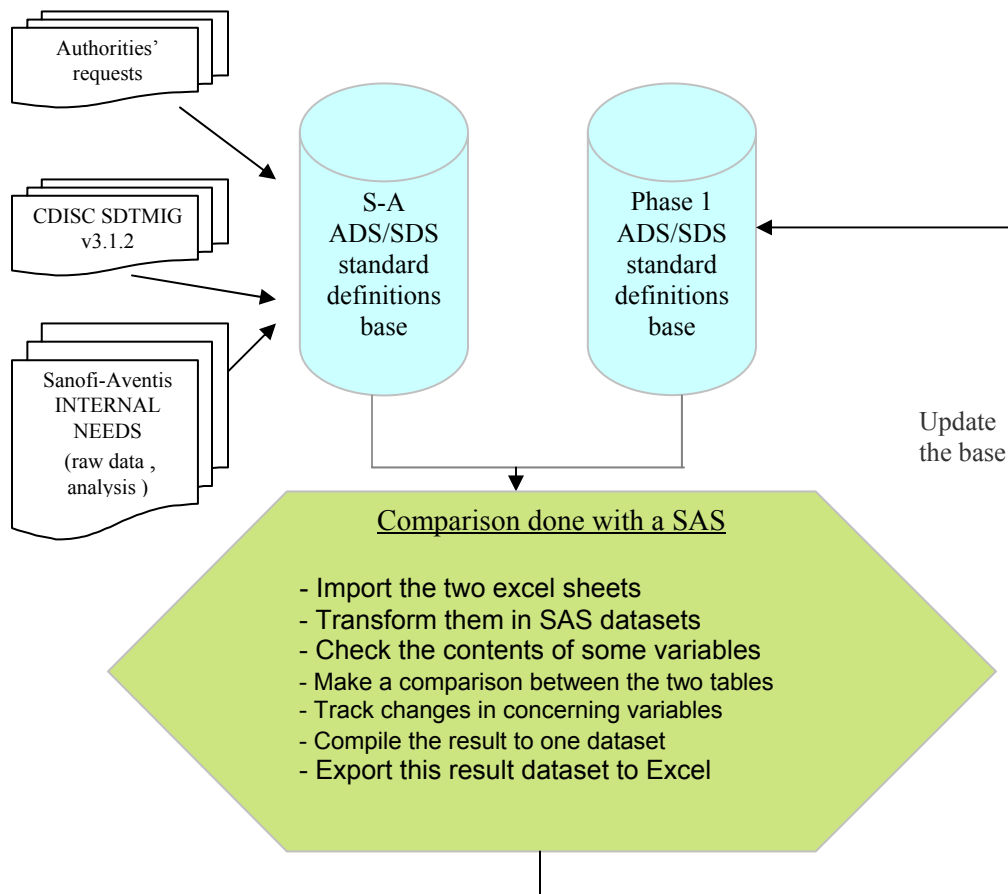 Authorities’
requests
CDISC SDTMIG
v3.1.2
Sanofi-Aventis
INTERNAL
NEEDS
(raw data ,
analysis )
S-A
ADS/SDS
standard
definitions
base
Phase 1
ADS/SDS
standard
definitions
base
Update
the base
Comparison done with a SAS
- Import the two excel sheets
- Transform them in SAS datasets
- Check the contents of some variables
- Make a comparison between the two tables
- Track changes in concerning variables
- Compile the result to one dataset
- Export this result dataset to Excel